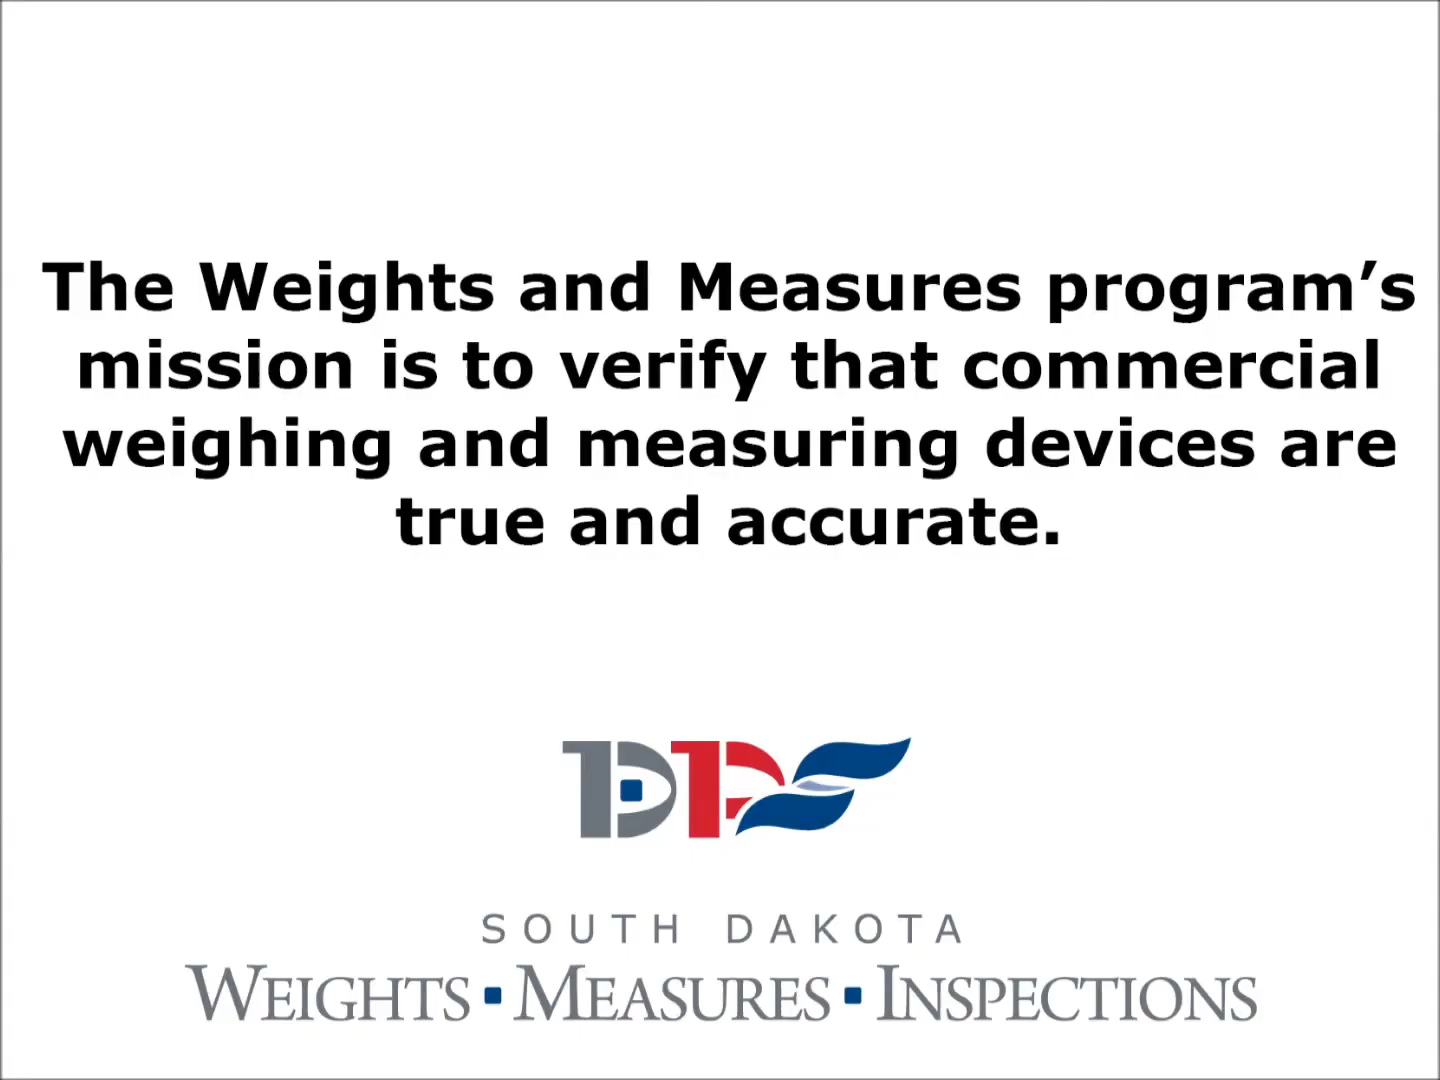 The Weights and Measures program’s
mission is to verify that commercial
weighing and measuring devices are
true and accurate.
DPS
SOUTH DAKOTA
WEIGHTS▪MEASURES▪INSPECTIONS